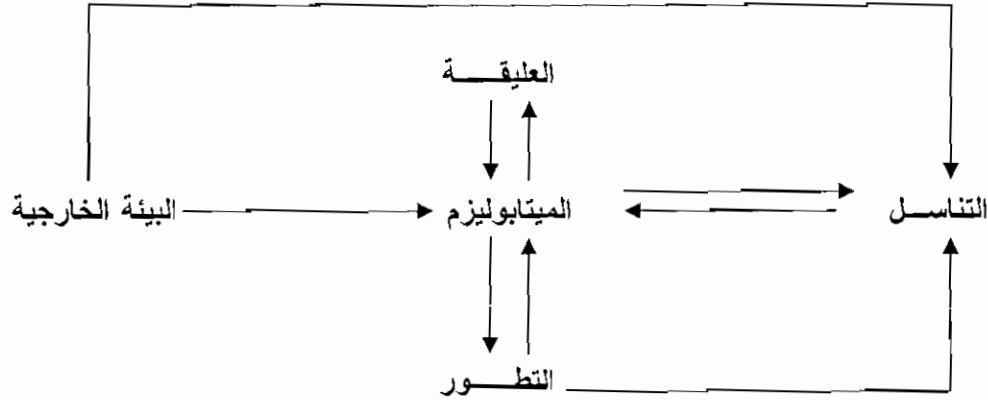 العليقة
التناسل
الميتابوليزم
البيئة الخارجية
التطور